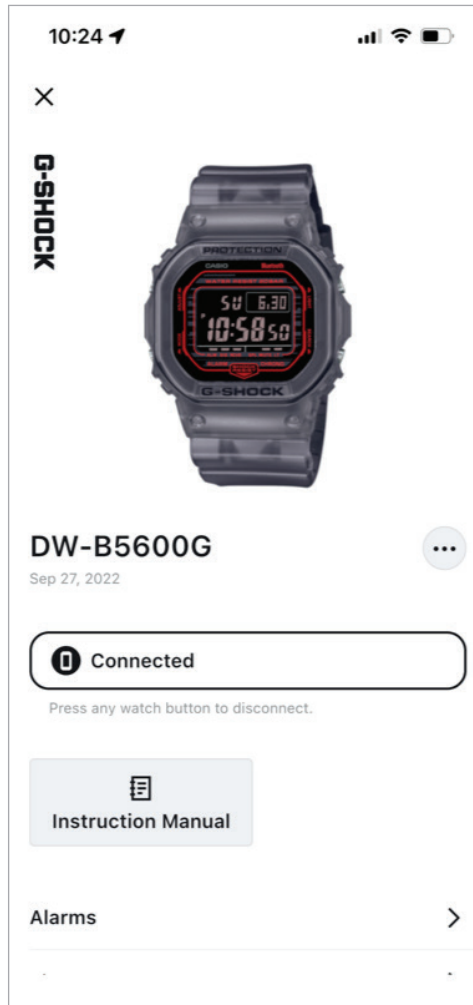 10:24
G-SHOCK
PROTECTION
CASIO Bluetooth
SU 6.30
P
10:58 50
G-SHOCK
DW-B5600G
Sep 27, 2022
Connected
Press any watch button to disconnect.
Instruction Manual
Alarms